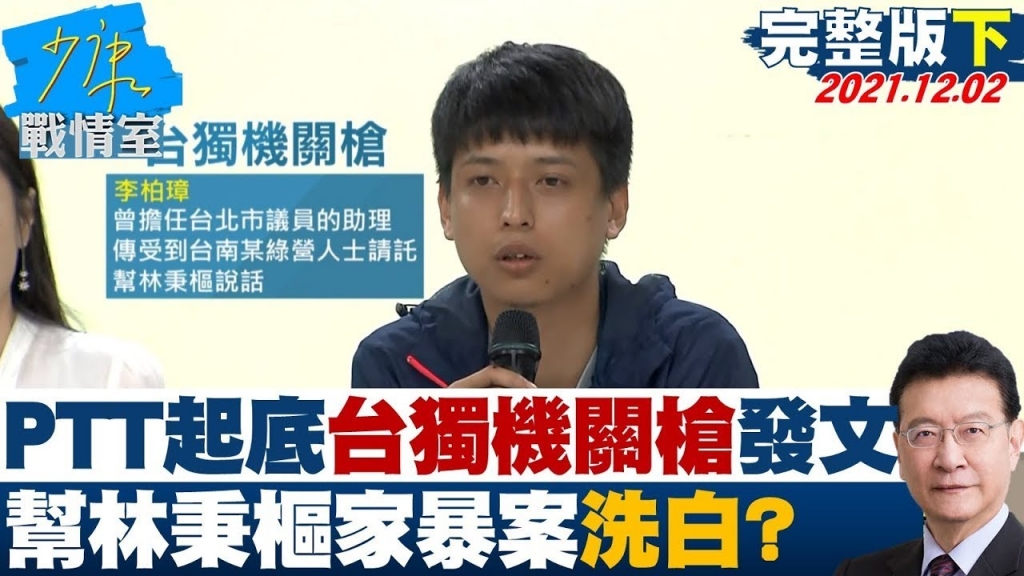 少康
戰情室
完整版下
2021.12.02
台獨機關槍
李柏璋
曾擔任台北市議員的助理
傳受到台南某綠營人士請託
幫林秉樞說話
PTT起底台獨機關槍發文
幫林秉樞家暴案洗白?